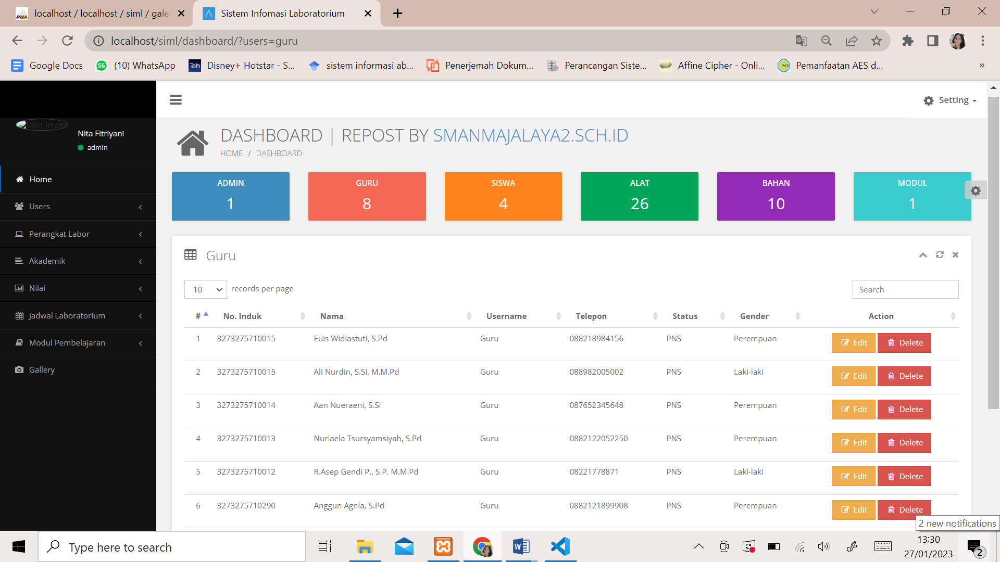 localhost / localhost / siml / gale
Sistem Infomasi Laboratorium
localhost/siml/dashboard/?users=guru
Google Docs
(10) WhatsApp
Disney+ Hotstar - S...
sistem informasi ab...
Penerjemah Dokum...
Perancangan Siste...
Affine Cipher - Onli...
Pemanfaatan AES d...
»
Setting
User Image
Nita Fitriyani
admin
Home
Users
Perangkat Labor
Akademik
Nilai
Jadwal Laboratorium
Modul Pembelajaran
Gallery
DASHBOARD | REPOST BY SMANMAJALAYA2.SCH.ID
HOME / DASHBOARD
ADMIN
1
GURU
8
SISWA
4
ALAT
26
BAHAN
10
MODUL
1
Guru
10 records per page
Search
# No. Induk Nama Username Telepon Status Gender Action
1 3273275710015 Euis Widiastuti, S.Pd Guru 088218984156 PNS Perempuan Edit Delete
2 3273275710015 Ali Nurdin, S.Si, M.M.Pd Guru 088982005002 PNS Laki-laki Edit Delete
3 3273275710014 Aan Nueraeni, S.Si Guru 087652345648 PNS Perempuan Edit Delete
4 3273275710013 Nurlaela Tsursyamsiyah, S.Pd Guru 0882122052250 PNS Perempuan Edit Delete
5 3273275710012 R.Asep Gendi P., S.P. M.M.Pd Guru 08221778871 PNS Laki-laki Edit Delete
6 3273275710290 Anggun Agnia, S.Pd Guru 0882121899908 PNS Perempuan Edit Delete
2 new notifications
Type here to search
13:30
27/01/2023
2